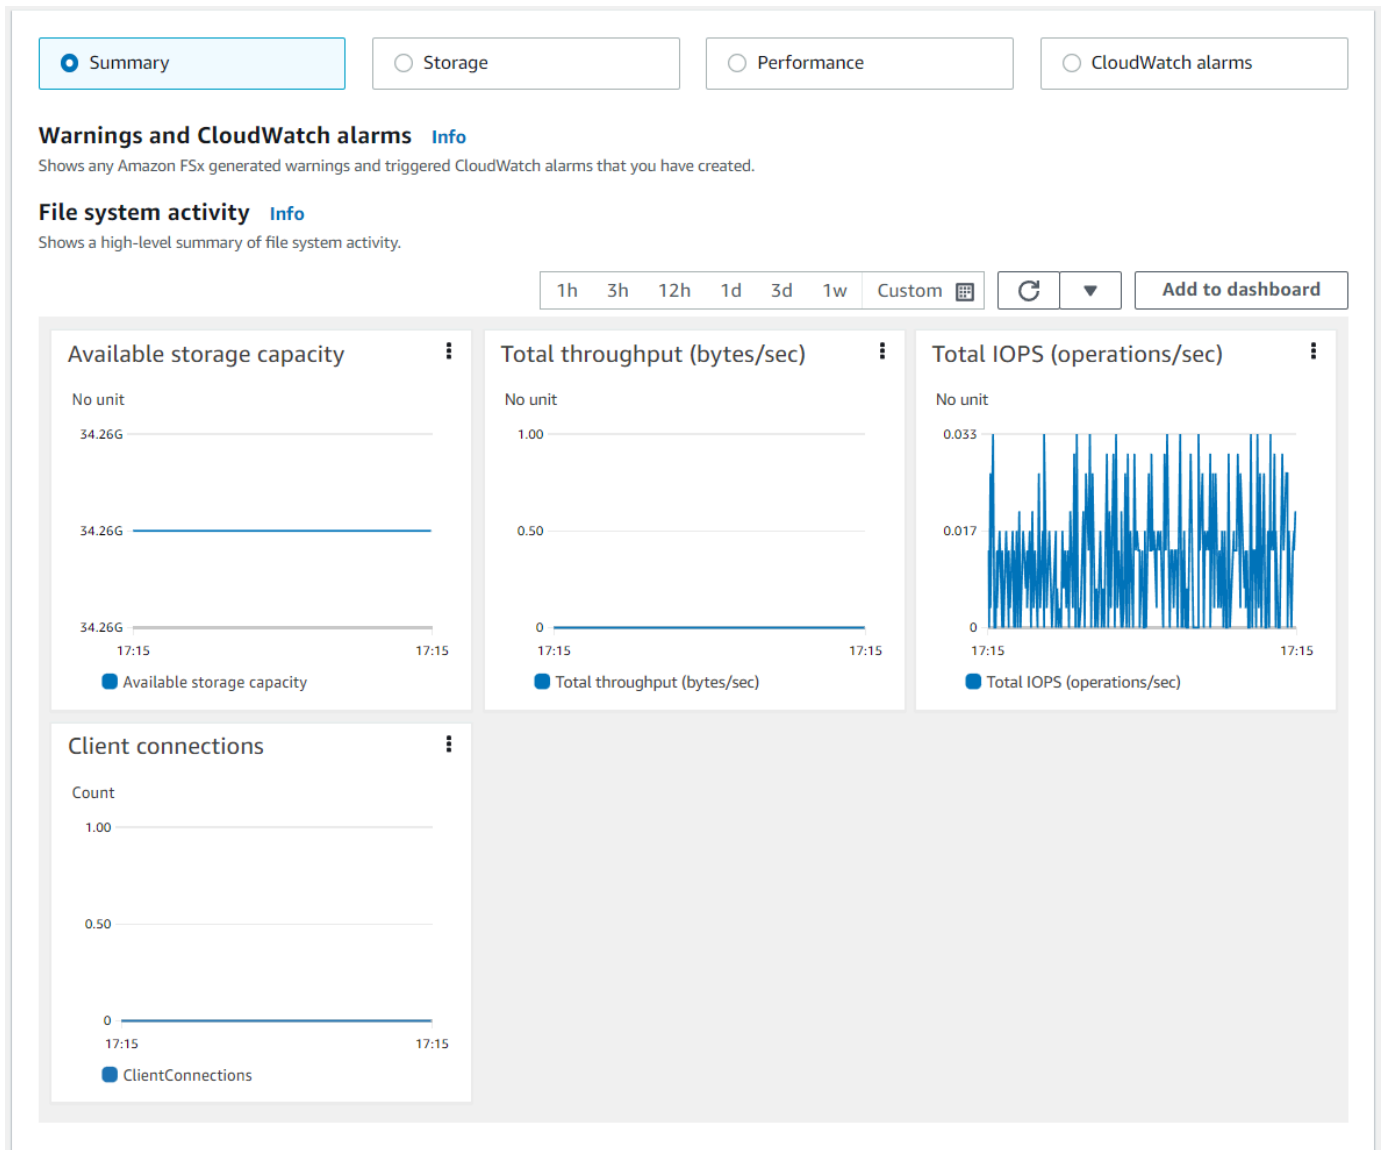 Summary
Storage
Performance
CloudWatch alarms
Warnings and CloudWatch alarms Info
Shows any Amazon FSx generated warnings and triggered CloudWatch alarms that you have created.
File system activity Info
Shows a high-level summary of file system activity.
1h 3h 12h 1d 3d 1w Custom
Add to dashboard
Available storage capacity
No unit
34.26G
34.26G
34.26G
17:15 17:15
Available storage capacity
Total throughput (bytes/sec)
No unit
1.00
0.50
0
17:15 17:15
Total throughput (bytes/sec)
Total IOPS (operations/sec)
No unit
0.033
0.017
0
17:15 17:15
Total IOPS (operations/sec)
Client connections
Count
1.00
0.50
0
17:15 17:15
ClientConnections